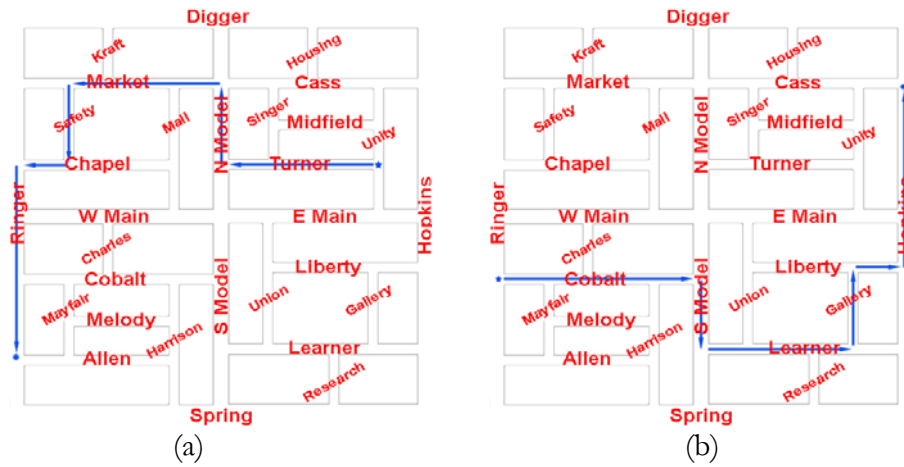 Digger
Kraft
Housing
Market
Cass
Safety
Mail
N Model
Singer
Midfield
Unity
Chapel
Turner
Ringer
W Main
E Main
Hopkins
Charles
Cobalt
S Model
Liberty
Mayfair
Union
Gallery
Melody
Harrison
Allen
Learner
Research
Spring
(a)
Digger
Kraft
Housing
Market
Cass
Safety
Mail
N Model
Singer
Midfield
Unity
Chapel
Turner
Ringer
W Main
E Main
Hopkins
Charles
Cobalt
S Model
Liberty
Mayfair
Union
Gallery
Melody
Harrison
Allen
Learner
Research
Spring
(b)